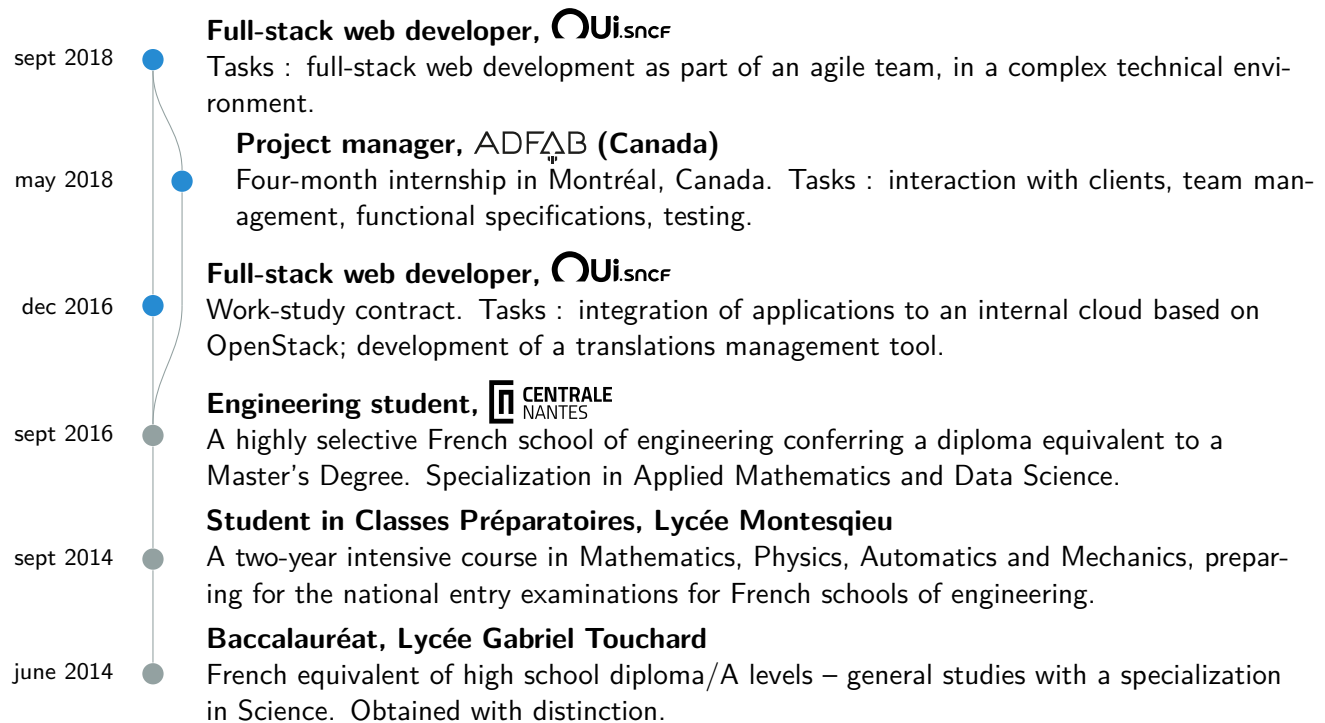 Full-stack web developer, OUi.sncf
sept 2018
Tasks : full-stack web development as part of an agile team, in a complex technical envi-
ronment.
Project manager, ADFAB (Canada)
may 2018
Four-month internship in Montréal, Canada. Tasks : interaction with clients, team man-
agement, functional specifications, testing.
Full-stack web developer, OUi.sncf
dec 2016
Work-study contract. Tasks : integration of applications to an internal cloud based on
OpenStack; development of a translations management tool.
Engineering student, CENTRALE
NANTES
sept 2016
A highly selective French school of engineering conferring a diploma equivalent to a
Master's Degree. Specialization in Applied Mathematics and Data Science.
Student in Classes Préparatoires, Lycée Montesqieu
sept 2014
A two-year intensive course in Mathematics, Physics, Automatics and Mechanics, prepar-
ing for the national entry examinations for French schools of engineering.
Baccalauréat, Lycée Gabriel Touchard
june 2014
French equivalent of high school diploma/A levels – general studies with a specialization
in Science. Obtained with distinction.